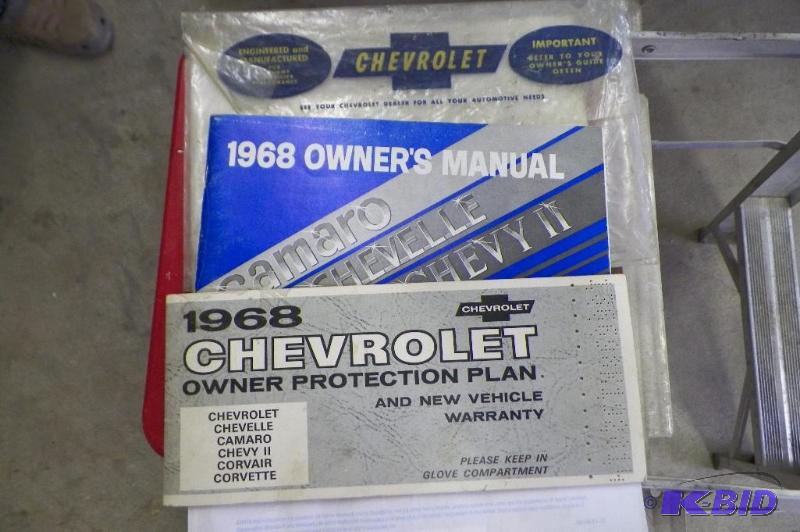 ENGINEERED and
MANUFACTURED
FOR
CHEVROLET
IMPORTANT
REFER TO YOUR
OWNER'S GUIDE
OFTEN
SEE YOUR CHEVROLET DEALER FOR ALL YOUR AUTOMOTIVE NEEDS
1968 OWNER'S MANUAL
camaro
CHEVELLE
CHEVY II
1968
CHEVROLET
CHEVROLET
OWNER PROTECTION PLAN
AND NEW VEHICLE
WARRANTY
CHEVROLET
CHEVELLE
CAMARO
CHEVY II
CORVAIR
CORVETTE
PLEASE KEEP IN
GLOVE COMPARTMENT
© K-BID